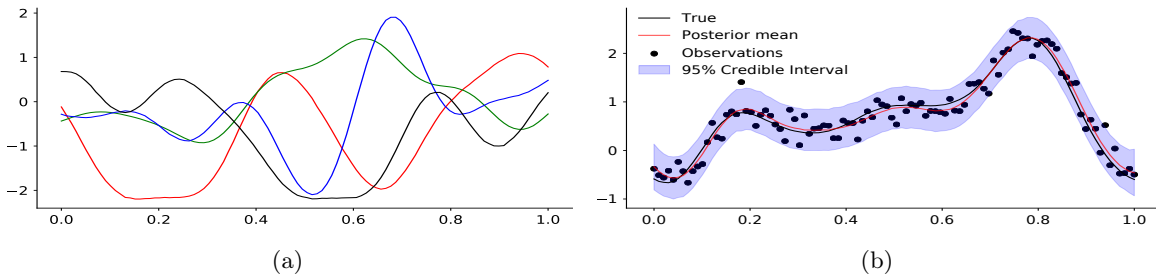 2
1
0
−1
−2
0.0 0.2 0.4 0.6 0.8 1.0
(a)
True
Posterior mean
Observations
95% Credible Interval
2
1
0
−1
0.0 0.2 0.4 0.6 0.8 1.0
(b)